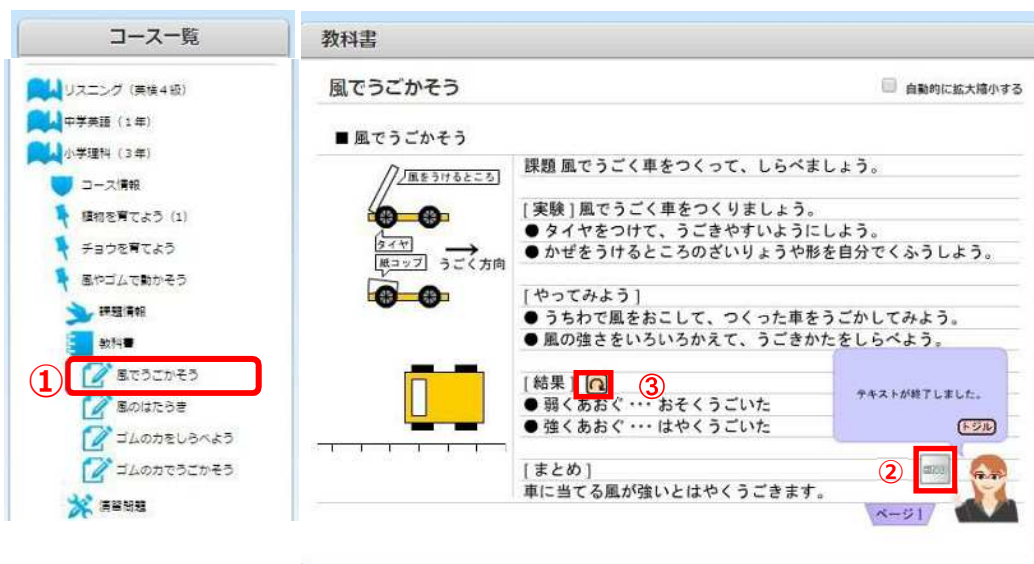 コース一覧
リスニング（英検４級）
中学英語（１年）
小学理科（３年）
コース情報
植物を育てよう（1）
チョウを育てよう
風やゴムで動かそう
課題情報
教科書
①
風でうごかそう
風のはたらき
ゴムの力をしらべよう
ゴムの力でうごかそう
演習問題
教科書
風でうごかそう
自動的に拡大縮小する
■ 風でうごかそう
風をうけるところ
タイヤ
紙コップ
うごく方向
課題 風でうごく車をつくって、しらべましょう。
[ 実験 ] 風でうごく車をつくりましょう。
● タイヤをつけて、うごきやすいようにしよう。
● かぜをうけるところのざいりょうや形を自分でくふうしよう。
[ やってみよう ]
● うちわで風をおこして、つくった車をうごかしてみよう。
● 風の強さをいろいろかえて、うごきかたをしらべよう。
[ 結果 ]
③
● 弱くあおぐ ･･･ おそくうごいた
● 強くあおぐ ･･･ はやくうごいた
[ まとめ ]
車に当てる風が強いとはやくうごきます。
テキストが終了しました。
トジル
②
ページ 1